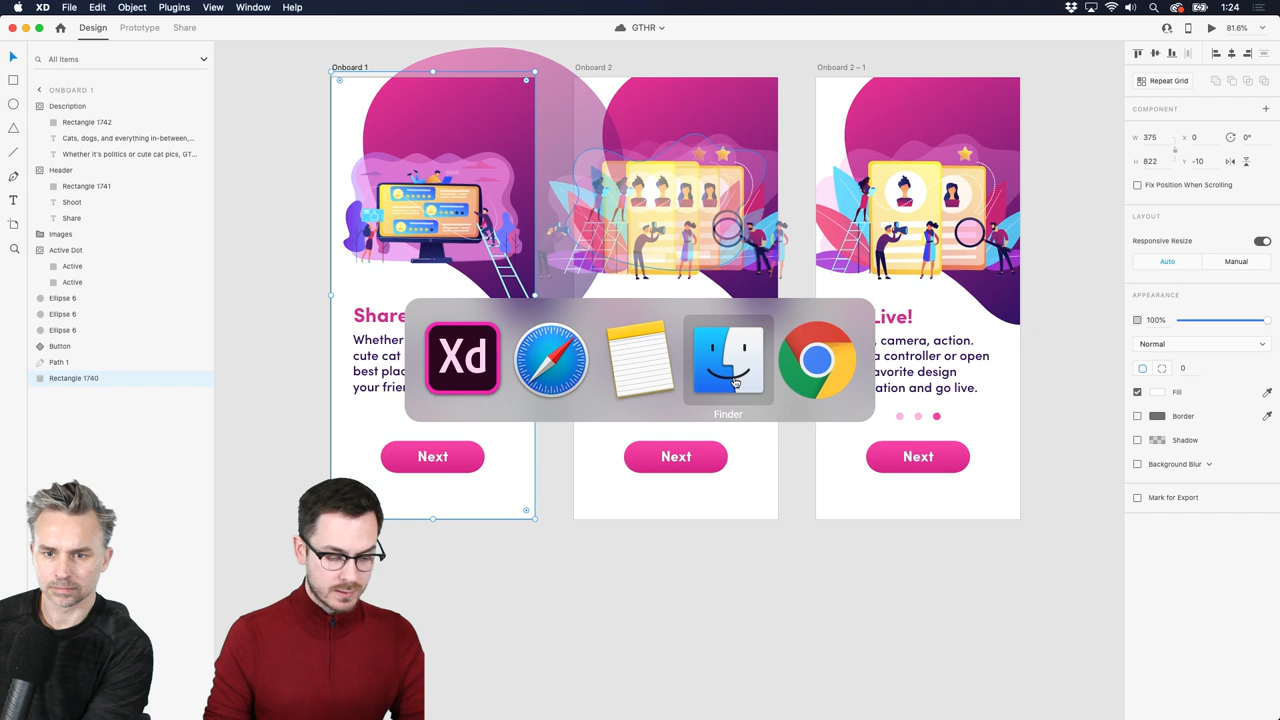 XD File Edit Object Plugins View Window Help
1:24
Design Prototype Share
GTHR
81.6%
All Items
ONBOARD 1
Description
Rectangle 1742
Cats, dogs, and everything in-between,...
Whether it's politics or cute cat pics, GT...
Header
Rectangle 1741
Shoot
Share
Images
Active Dot
Active
Active
Ellipse 6
Ellipse 6
Ellipse 6
Button
Path 1
Rectangle 1740
Onboard 1
Onboard 2
Onboard 2 – 1
Share
Whether
cute cat
best pla
your frie
Next
Next
Live!
, camera, action.
a controller or open
avorite design
ation and go live.
Next
Xd
Finder
Repeat Grid
COMPONENT
W 375 X 0 0°
H 822 Y -10
Fix Position When Scrolling
LAYOUT
Responsive Resize
Auto Manual
APPEARANCE
100%
Normal
0
Fill
Border
Shadow
Background Blur
Mark for Export